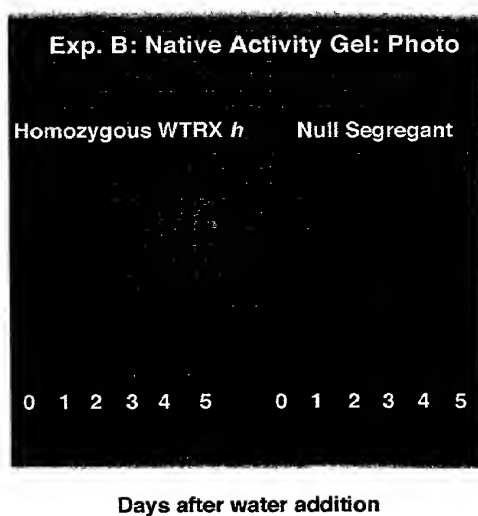 Exp. B: Native Activity Gel: Photo
Homozygous WTRX h Null Segregant
0 1 2 3 4 5 0 1 2 3 4 5
Days after water addition